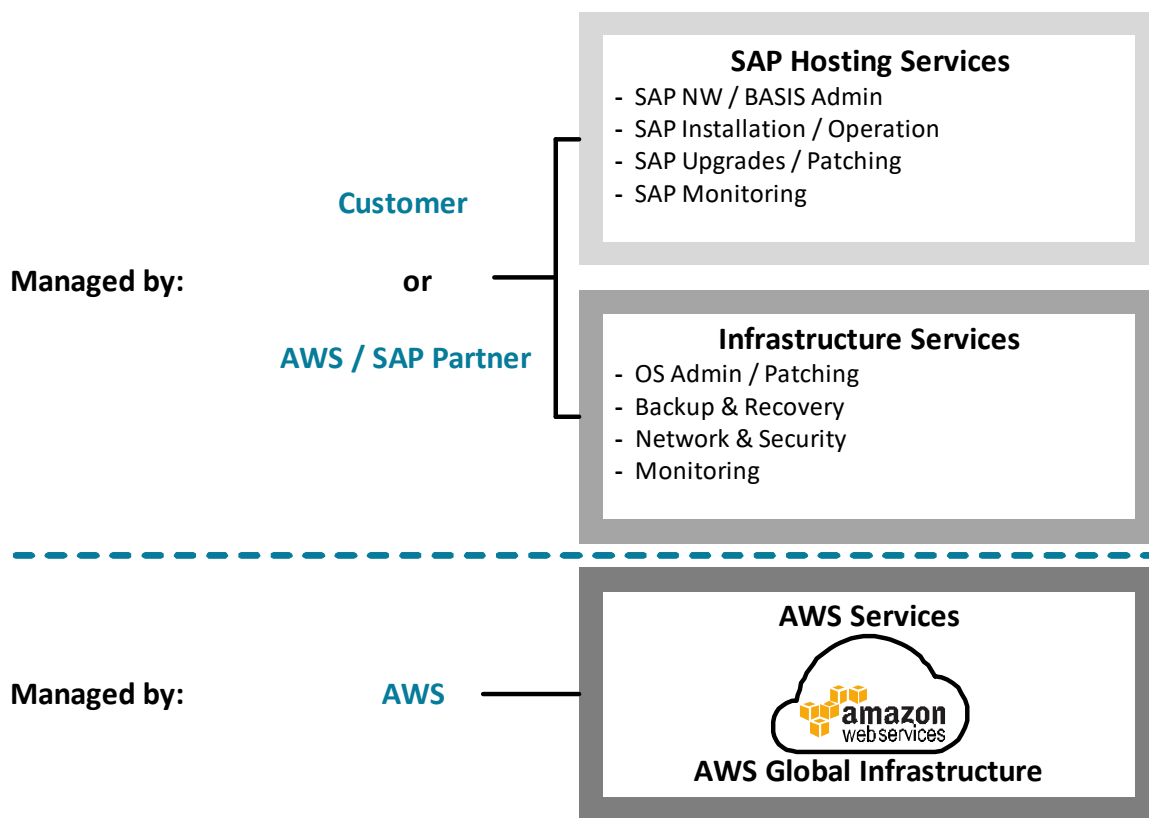 SAP Hosting Services
- SAP NW / BASIS Admin
- SAP Installation / Operation
- SAP Upgrades / Patching
- SAP Monitoring
Customer
Managed by:
or
AWS / SAP Partner
Infrastructure Services
- OS Admin / Patching
- Backup & Recovery
- Network & Security
- Monitoring
Managed by:
AWS
AWS Services
amazon
webservices
AWS Global Infrastructure